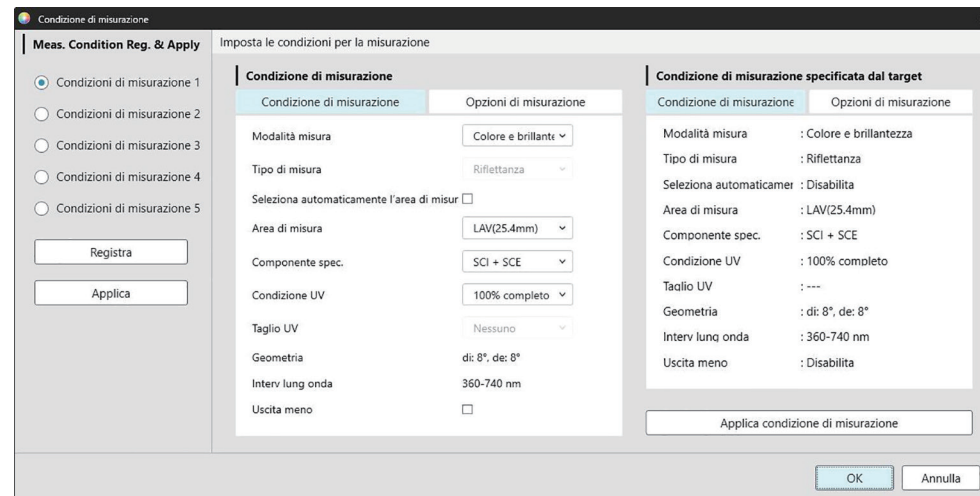 Condizione di misurazione
Meas. Condition Reg. & Apply
Condizioni di misurazione 1
Condizioni di misurazione 2
Condizioni di misurazione 3
Condizioni di misurazione 4
Condizioni di misurazione 5
Registra
Applica
Imposta le condizioni per la misurazione
Condizione di misurazione
Condizione di misurazione Opzioni di misurazione
Modalità misura Colore e brillante
Tipo di misura Riflettanza
Seleziona automaticamente l'area di misur
Area di misura LAV(25.4mm)
Componente spec. SCI + SCE
Condizione UV 100% completo
Taglio UV Nessuno
Geometria di: 8°, de: 8°
Interv lung onda 360-740 nm
Uscita meno
Condizione di misurazione specificata dal target
Condizione di misurazione Opzioni di misurazione
Modalità misura : Colore e brillantezza
Tipo di misura : Riflettanza
Seleziona automaticamer : Disabilita
Area di misura : LAV(25.4mm)
Componente spec. : SCI + SCE
Condizione UV : 100% completo
Taglio UV : ---
Geometria : di: 8°, de: 8°
Interv lung onda : 360-740 nm
Uscita meno : Disabilita
Applica condizione di misurazione
OK Annulla